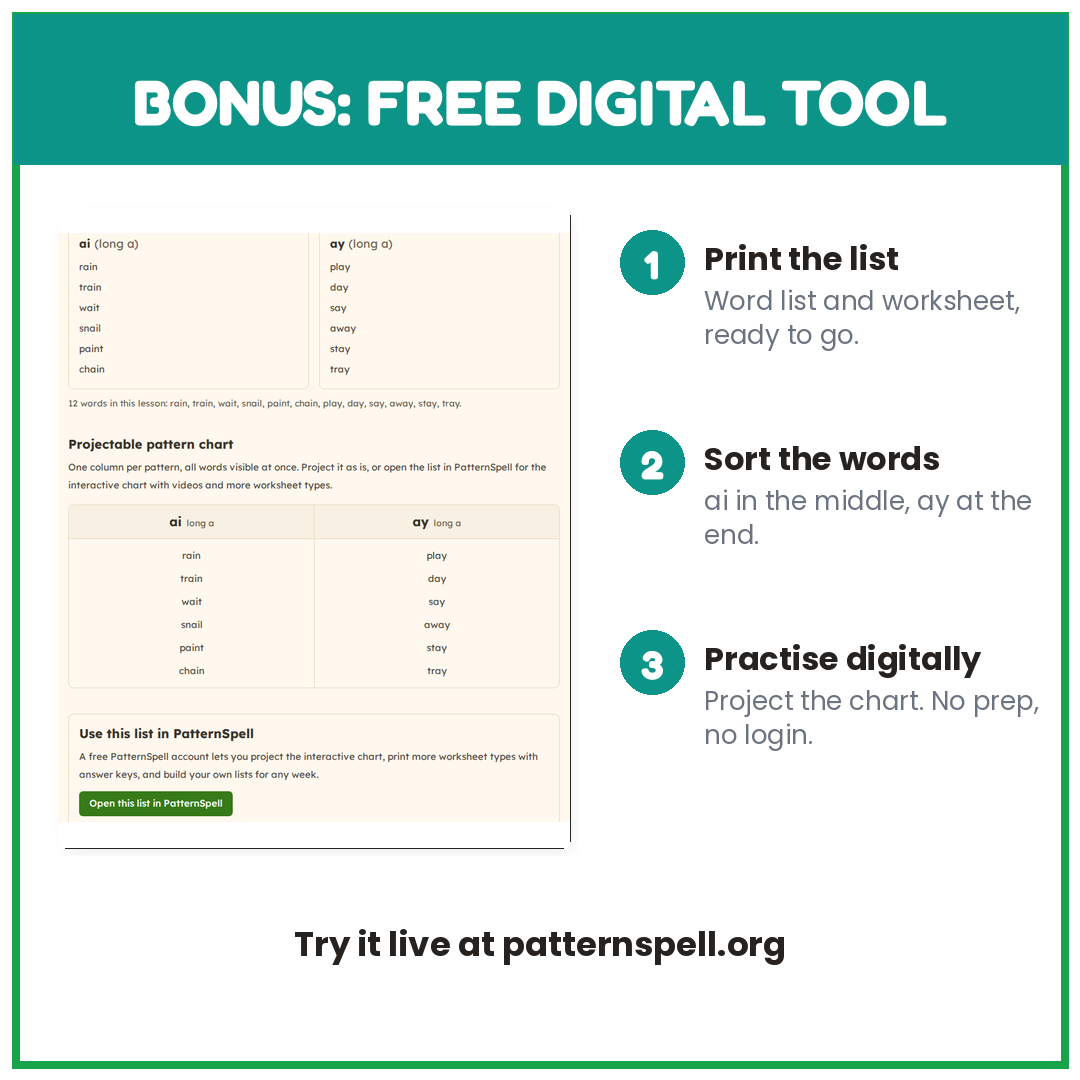 BONUS: FREE DIGITAL TOOL
ai (long a)
rain
train
wait
snail
paint
chain
ay (long a)
play
day
say
away
stay
tray
12 words in this lesson: rain, train, wait, snail, paint, chain, play, day, say, away, stay, tray.
Projectable pattern chart
One column per pattern, all words visible at once. Project it as is, or open the list in PatternSpell for the
interactive chart with videos and more worksheet types.
ai long a
ay long a
rain
play
train
day
wait
say
snail
away
paint
stay
chain
tray
Use this list in PatternSpell
A free PatternSpell account lets you project the interactive chart, print more worksheet types with
answer keys, and build your own lists for any week.
Open this list in PatternSpell
1
Print the list
Word list and worksheet,
ready to go.
2
Sort the words
ai in the middle, ay at the
end.
3
Practise digitally
Project the chart. No prep,
no login.
Try it live at patternspell.org